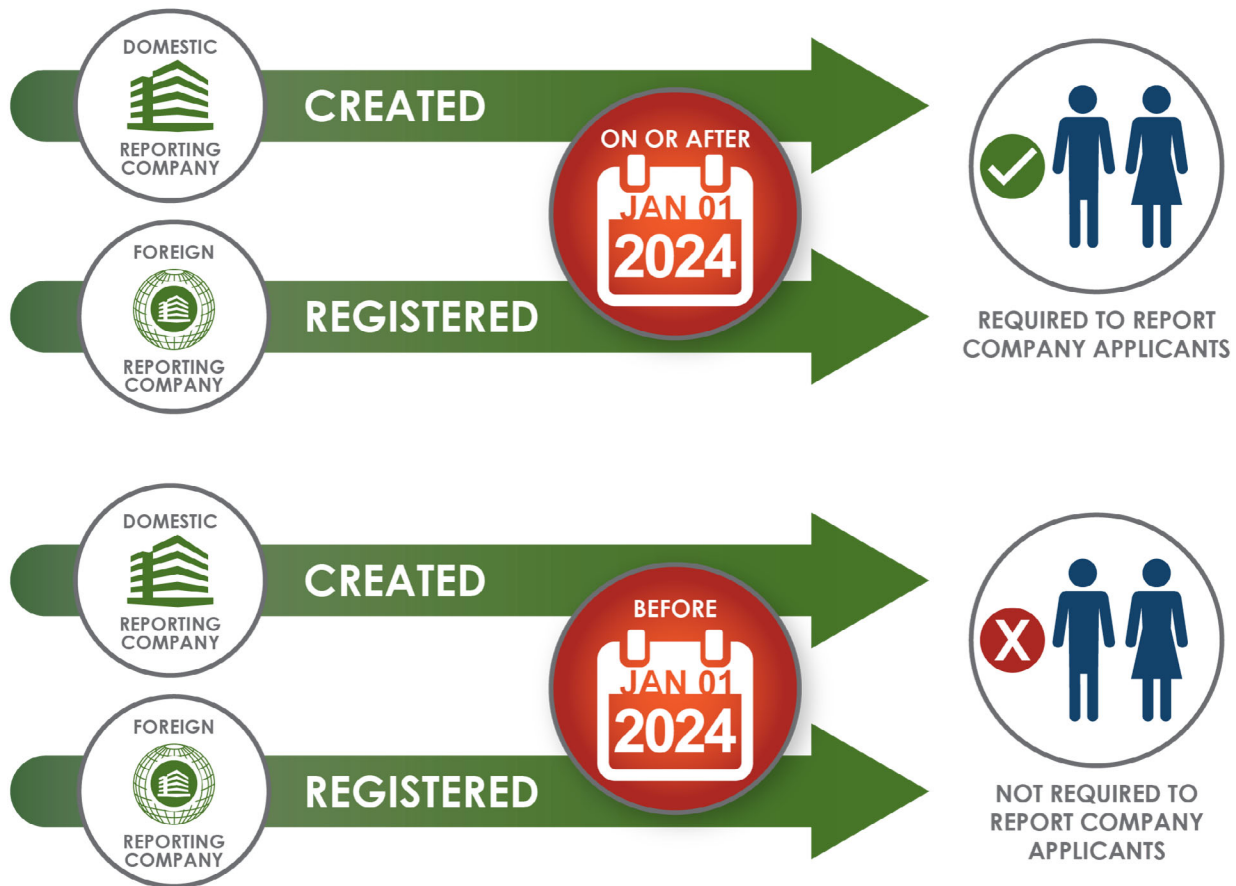 DOMESTIC
REPORTING
COMPANY
CREATED
FOREIGN
REPORTING
COMPANY
REGISTERED
ON OR AFTER
JAN 01
2024
REQUIRED TO REPORT
COMPANY APPLICANTS
DOMESTIC
REPORTING
COMPANY
CREATED
FOREIGN
REPORTING
COMPANY
REGISTERED
BEFORE
JAN 01
2024
X
NOT REQUIRED TO
REPORT COMPANY
APPLICANTS